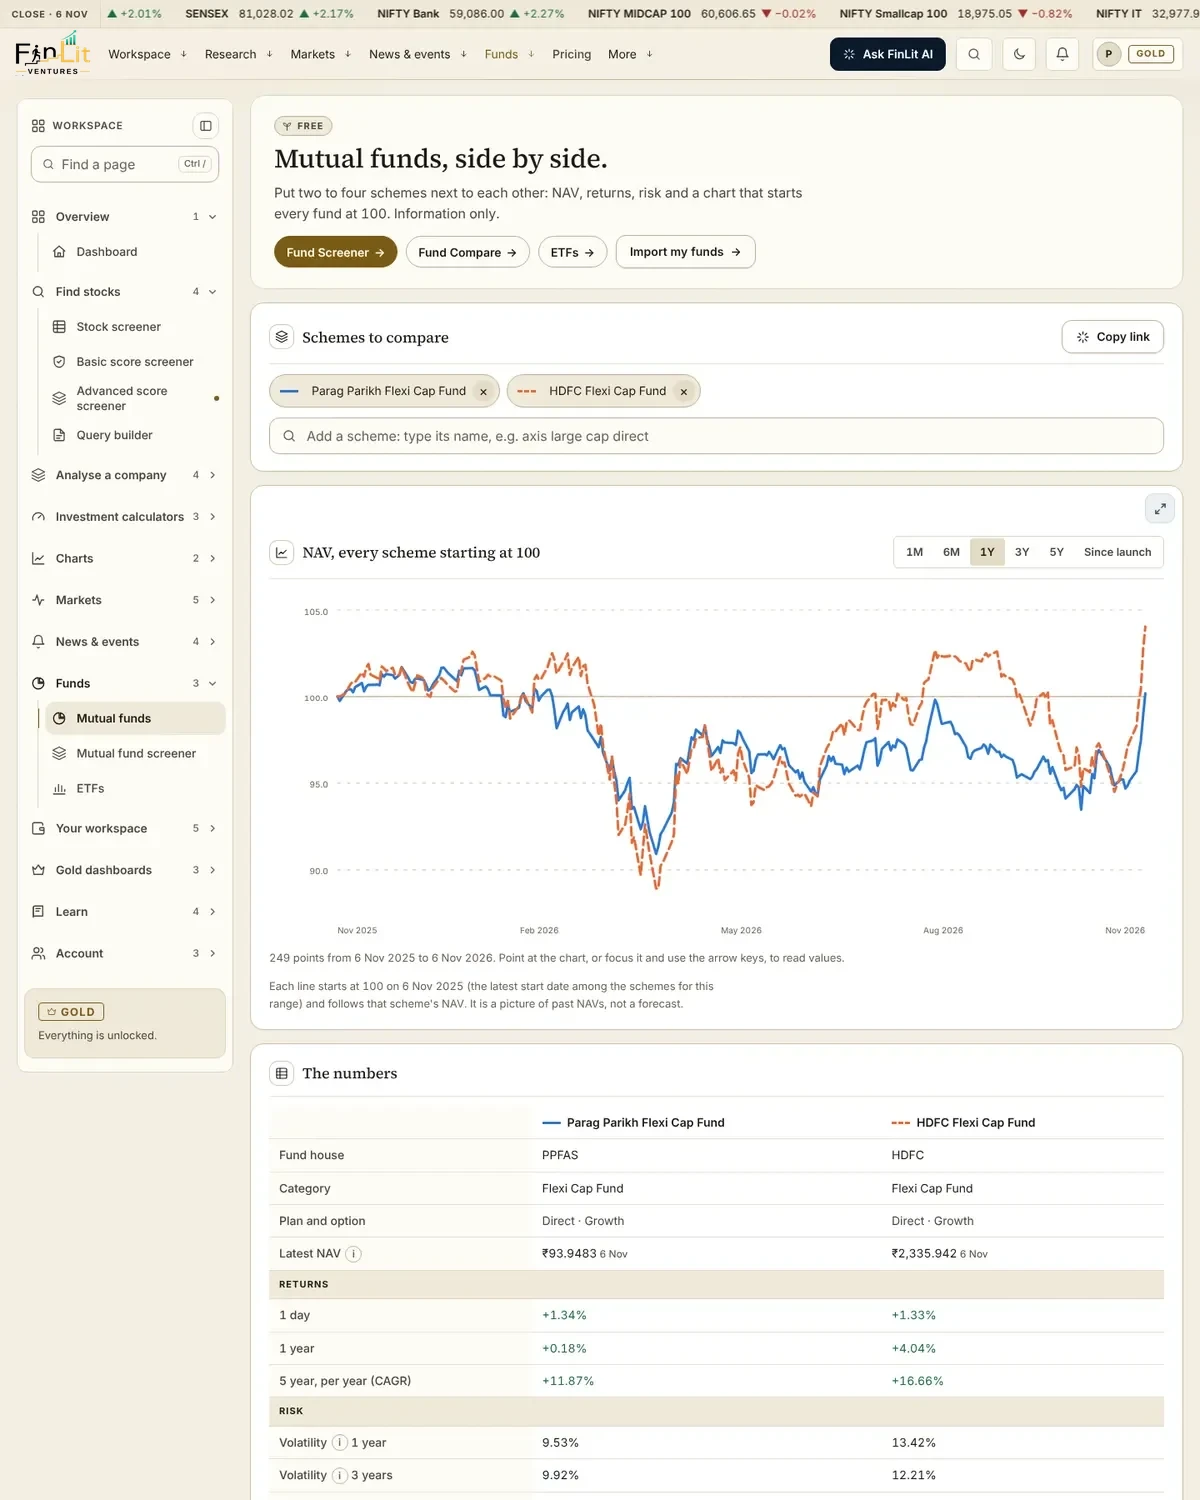 CLOSE · 6 NOV ▲ +2.01% SENSEX 81,028.02 ▲ +2.17% NIFTY Bank 59,086.00 ▲ +2.27% NIFTY MIDCAP 100 60,606.65 ▼ −0.02% NIFTY Smallcap 100 18,975.05 ▼ −0.82% NIFTY IT 32,977.9
FinLit
VENTURES
Workspace Research Markets News & events Funds Pricing More Ask FinLit AI P GOLD
WORKSPACE
Find a page Ctrl /
Overview 1
Dashboard
Find stocks 4
Stock screener
Basic score screener
Advanced score
screener
Query builder
Analyse a company 4
Investment calculators 3
Charts 2
Markets 5
News & events 4
Funds 3
Mutual funds
Mutual fund screener
ETFs
Your workspace 5
Gold dashboards 3
Learn 4
Account 3
GOLD
Everything is unlocked.
FREE
Mutual funds, side by side.
Put two to four schemes next to each other: NAV, returns, risk and a chart that starts
every fund at 100. Information only.
Fund Screener → Fund Compare → ETFs → Import my funds →
Schemes to compare Copy link
Parag Parikh Flexi Cap Fund × HDFC Flexi Cap Fund ×
Add a scheme: type its name, e.g. axis large cap direct
NAV, every scheme starting at 100 1M 6M 1Y 3Y 5Y Since launch
105.0
100.0
95.0
90.0
Nov 2025 Feb 2026 May 2026 Aug 2026 Nov 2026
249 points from 6 Nov 2025 to 6 Nov 2026. Point at the chart, or focus it and use the arrow keys, to read values.
Each line starts at 100 on 6 Nov 2025 (the latest start date among the schemes for this
range) and follows that scheme's NAV. It is a picture of past NAVs, not a forecast.
The numbers
Parag Parikh Flexi Cap Fund HDFC Flexi Cap Fund
Fund house PPFAS HDFC
Category Flexi Cap Fund Flexi Cap Fund
Plan and option Direct · Growth Direct · Growth
Latest NAV i ₹93.9483 6 Nov ₹2,335.942 6 Nov
RETURNS
1 day +1.34% +1.33%
1 year +0.18% +4.04%
5 year, per year (CAGR) +11.87% +16.66%
RISK
Volatility i 1 year 9.53% 13.42%
Volatility i 3 years 9.92% 12.21%